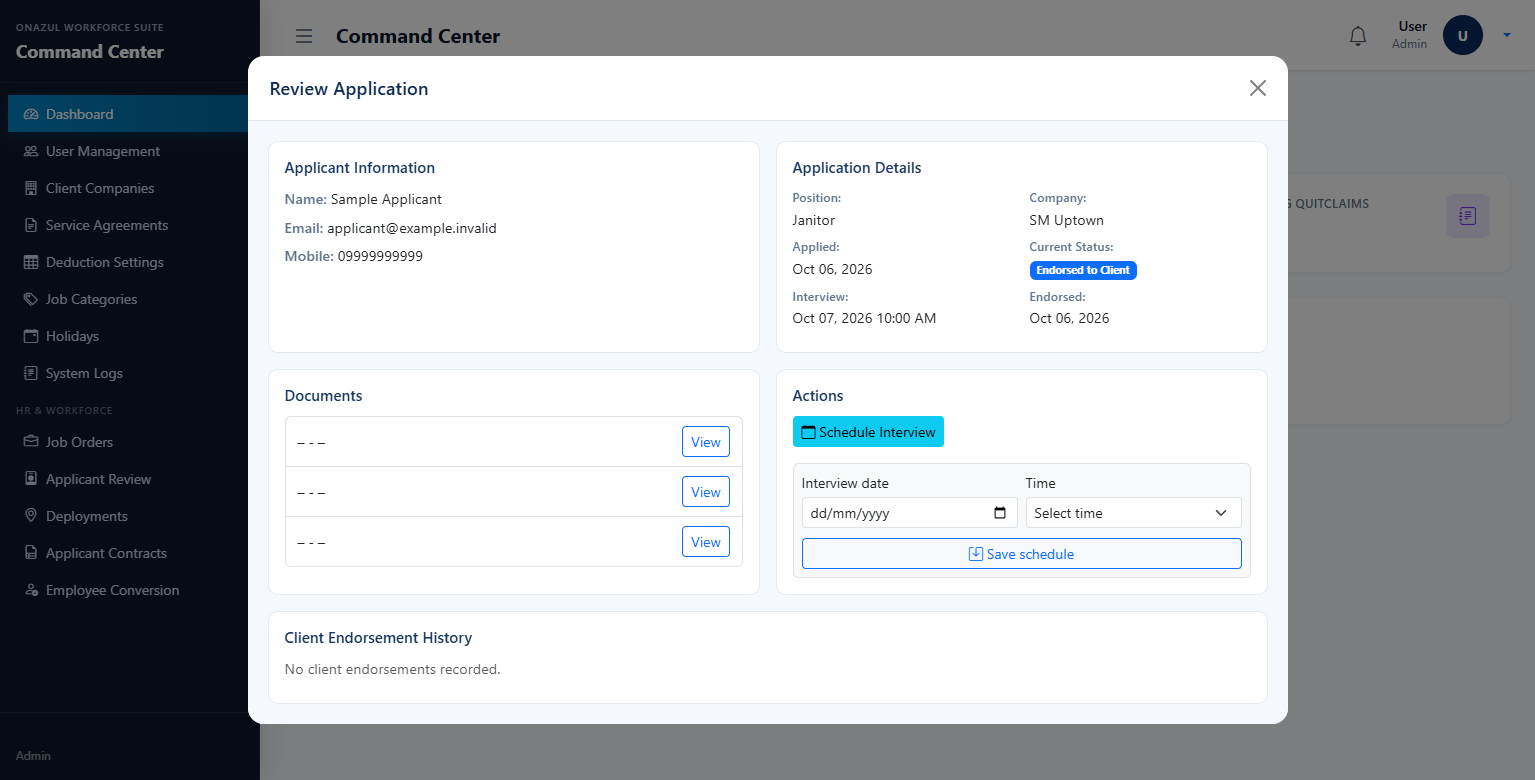 ONAZUL WORKFORCE SUITE
Command Center
Dashboard
User Management
Client Companies
Service Agreements
Deduction Settings
Job Categories
Holidays
System Logs
HR & WORKFORCE
Job Orders
Applicant Review
Deployments
Applicant Contracts
Employee Conversion
Admin
Command Center
User
Admin
U
QUITCLAIMS
Review Application
Applicant Information
Name: Sample Applicant
Email: applicant@example.invalid
Mobile: 09999999999
Application Details
Position:
Janitor
Company:
SM Uptown
Applied:
Oct 06, 2026
Current Status:
Endorsed to Client
Interview:
Oct 07, 2026 10:00 AM
Endorsed:
Oct 06, 2026
Documents
– - –
View
– - –
View
– - –
View
Actions
Schedule Interview
Interview date
Time
dd/mm/yyyy
Select time
Save schedule
Client Endorsement History
No client endorsements recorded.